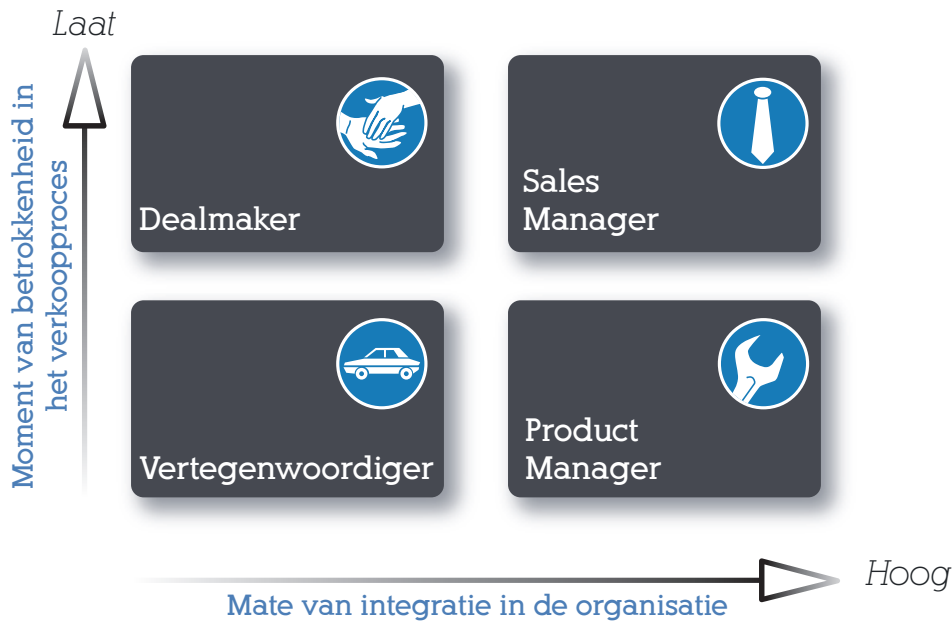 Laat
Moment van betrokkenheid in
het verkoopproces
Dealmaker
Sales
Manager
Vertegenwoordiger
Product
Manager
Hoog
Mate van integratie in de organisatie